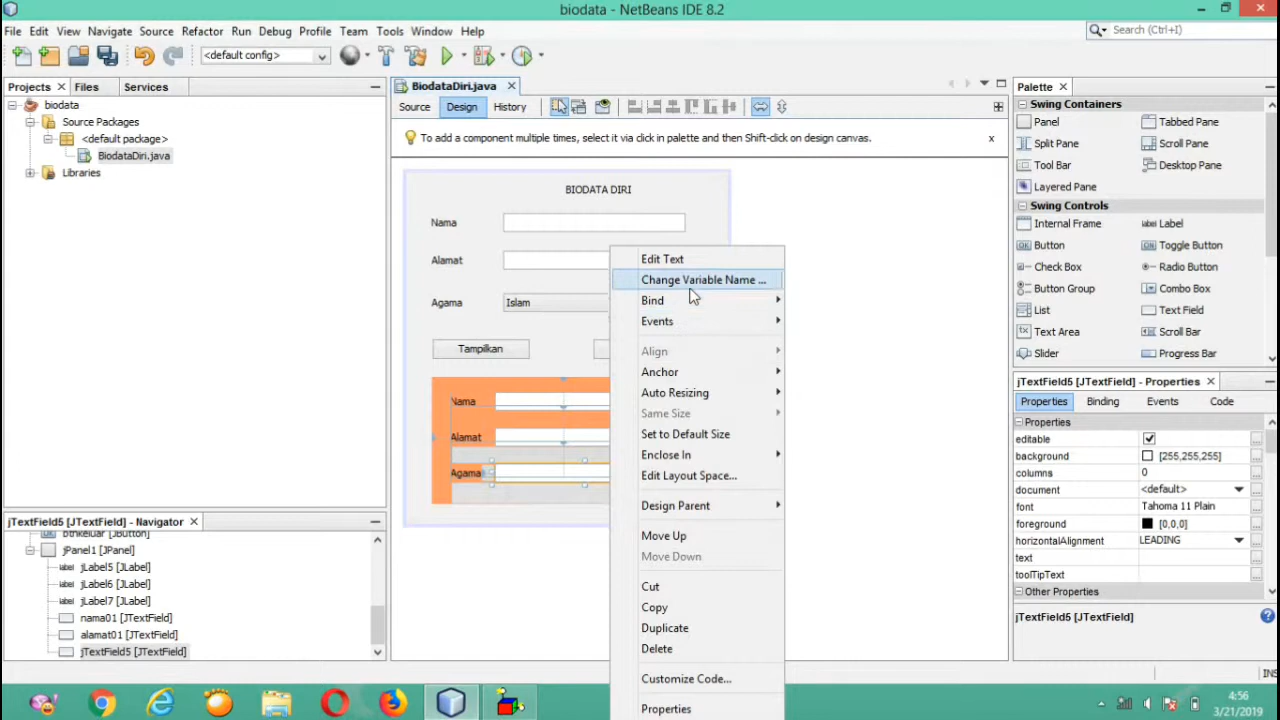 biodata - NetBeans IDE 8.2
File Edit View Navigate Source Refactor Run Debug Profile Team Tools Window Help
Search (Ctrl+I)
<default config>
Projects Files Services
biodata
Source Packages
<default package>
BiodataDiri.java
Libraries
BiodataDiri.java
Source Design History
To add a component multiple times, select it via click in palette and then Shift-click on design canvas.
x
BIODATA DIRI
Nama
Alamat
Agama Islam
Tampilkan
Nama
Alamat
Agama
Edit Text
Change Variable Name ...
Bind
Events
Align
Anchor
Auto Resizing
Same Size
Set to Default Size
Enclose In
Edit Layout Space...
Design Parent
Move Up
Move Down
Cut
Copy
Duplicate
Delete
Customize Code...
Properties
Palette
Swing Containers
Panel Tabbed Pane
Split Pane Scroll Pane
Tool Bar Desktop Pane
Layered Pane
Swing Controls
Internal Frame Label
Button Toggle Button
Check Box Radio Button
Button Group Combo Box
List Text Field
Text Area Scroll Bar
Slider Progress Bar
jTextField5 [JTextField] - Properties
Properties Binding Events Code
Properties
editable
background [255,255,255]
columns 0
document <default>
font Tahoma 11 Plain
foreground [0,0,0]
horizontalAlignment LEADING
text
toolTipText
Other Properties
jTextField5 [JTextField]
jTextField5 [JTextField] - Navigator
btnkeluar [JButton]
jPanel1 [JPanel]
jLabel5 [JLabel]
jLabel6 [JLabel]
jLabel7 [JLabel]
nama01 [JTextField]
alamat01 [JTextField]
jTextField5 [JTextField]
INS
4:56
3/21/2019